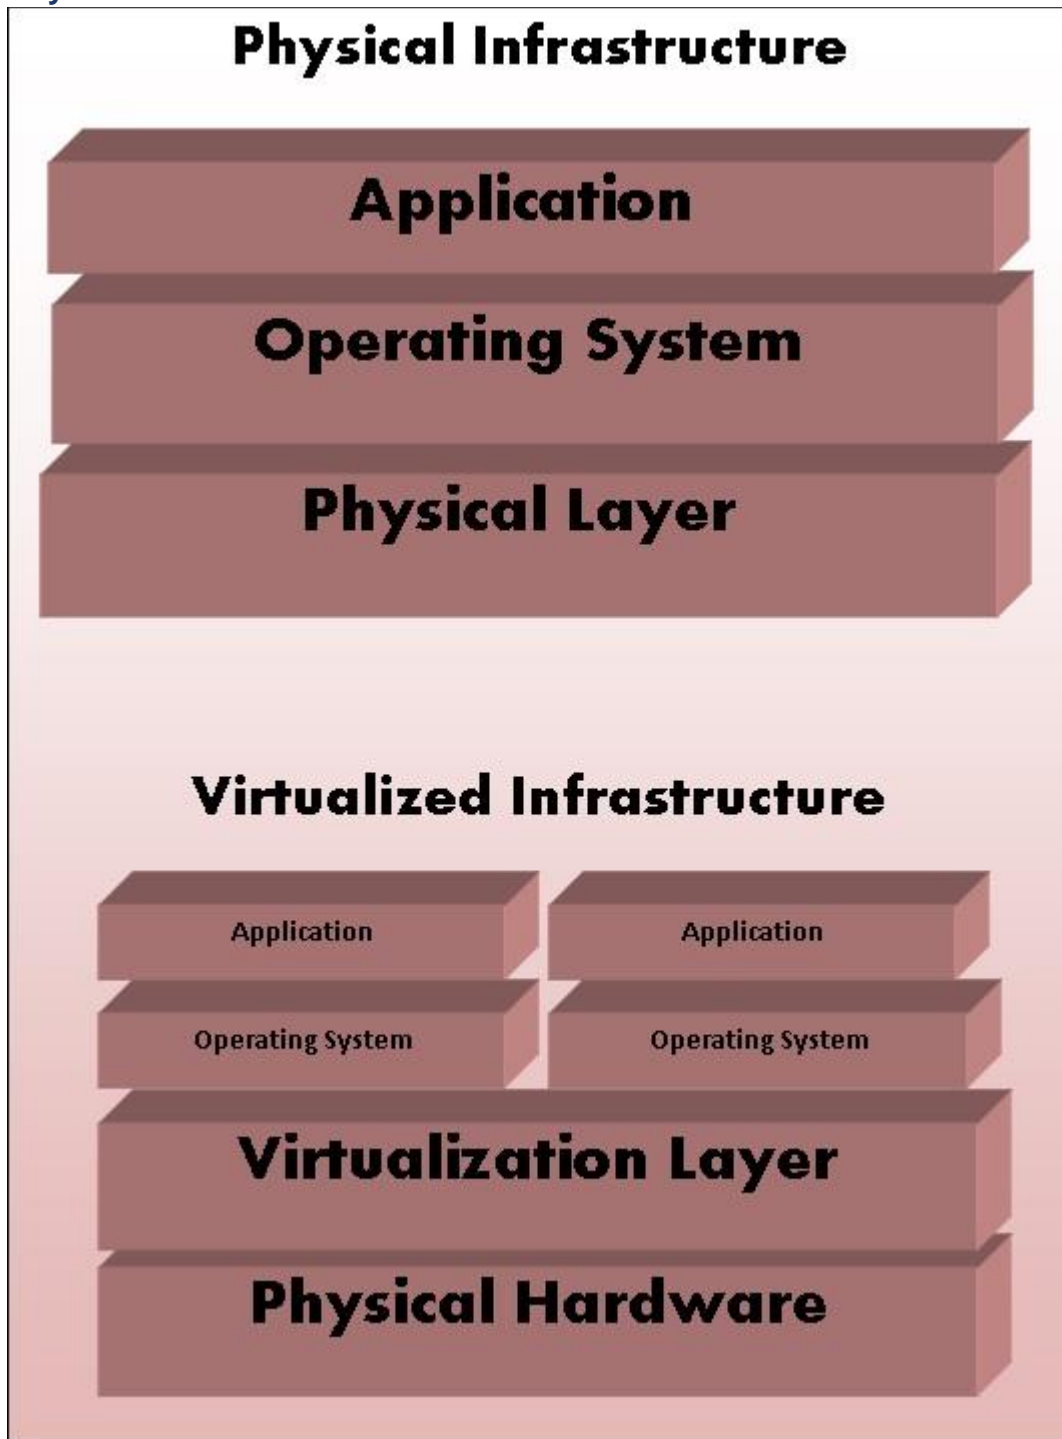 Physical Infrastructure
Application
Operating System
Physical Layer
Virtualized Infrastructure
Application Application
Operating System Operating System
Virtualization Layer
Physical Hardware